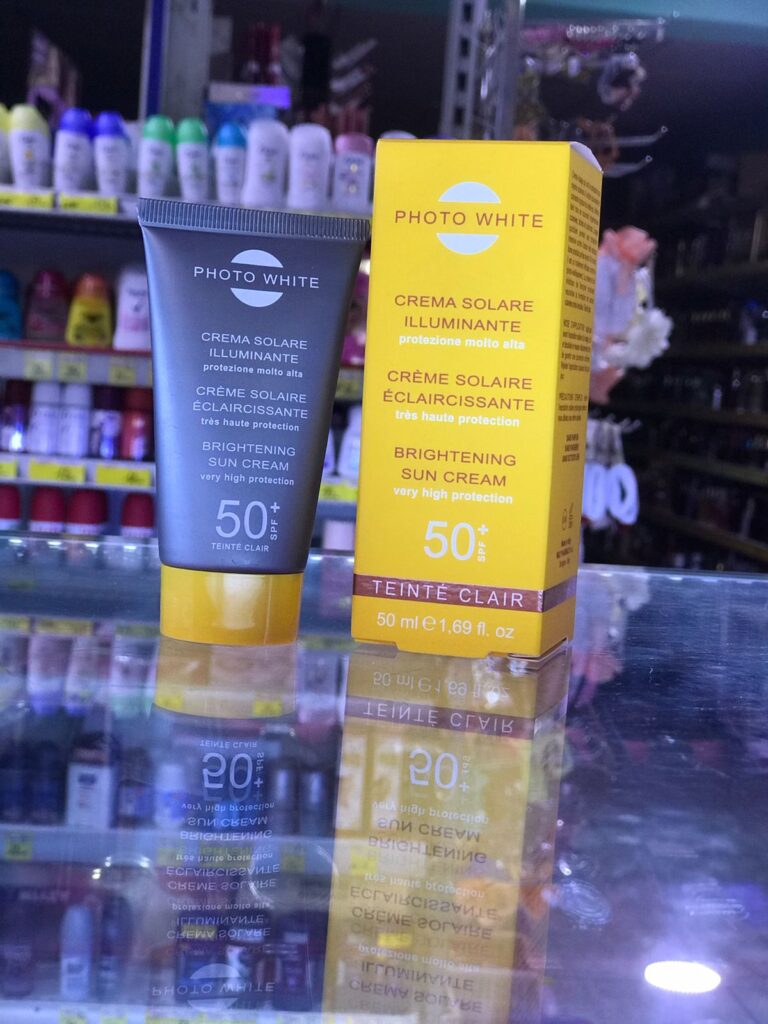 PHOTO WHITE
CREMA SOLARE
ILLUMINANTE
protezione molto alta
CRÈME SOLAIRE
ÉCLAIRCISSANTE
très haute protection
BRIGHTENING
SUN CREAM
very high protection
50+
SPF
TEINTÉ CLAIR
PHOTO WHITE
CREMA SOLARE
ILLUMINANTE
protezione molto alta
CRÈME SOLAIRE
ÉCLAIRCISSANTE
très haute protection
BRIGHTENING
SUN CREAM
very high protection
50+
SPF
TEINTÉ CLAIR
50 ml e 1,69 fl. oz